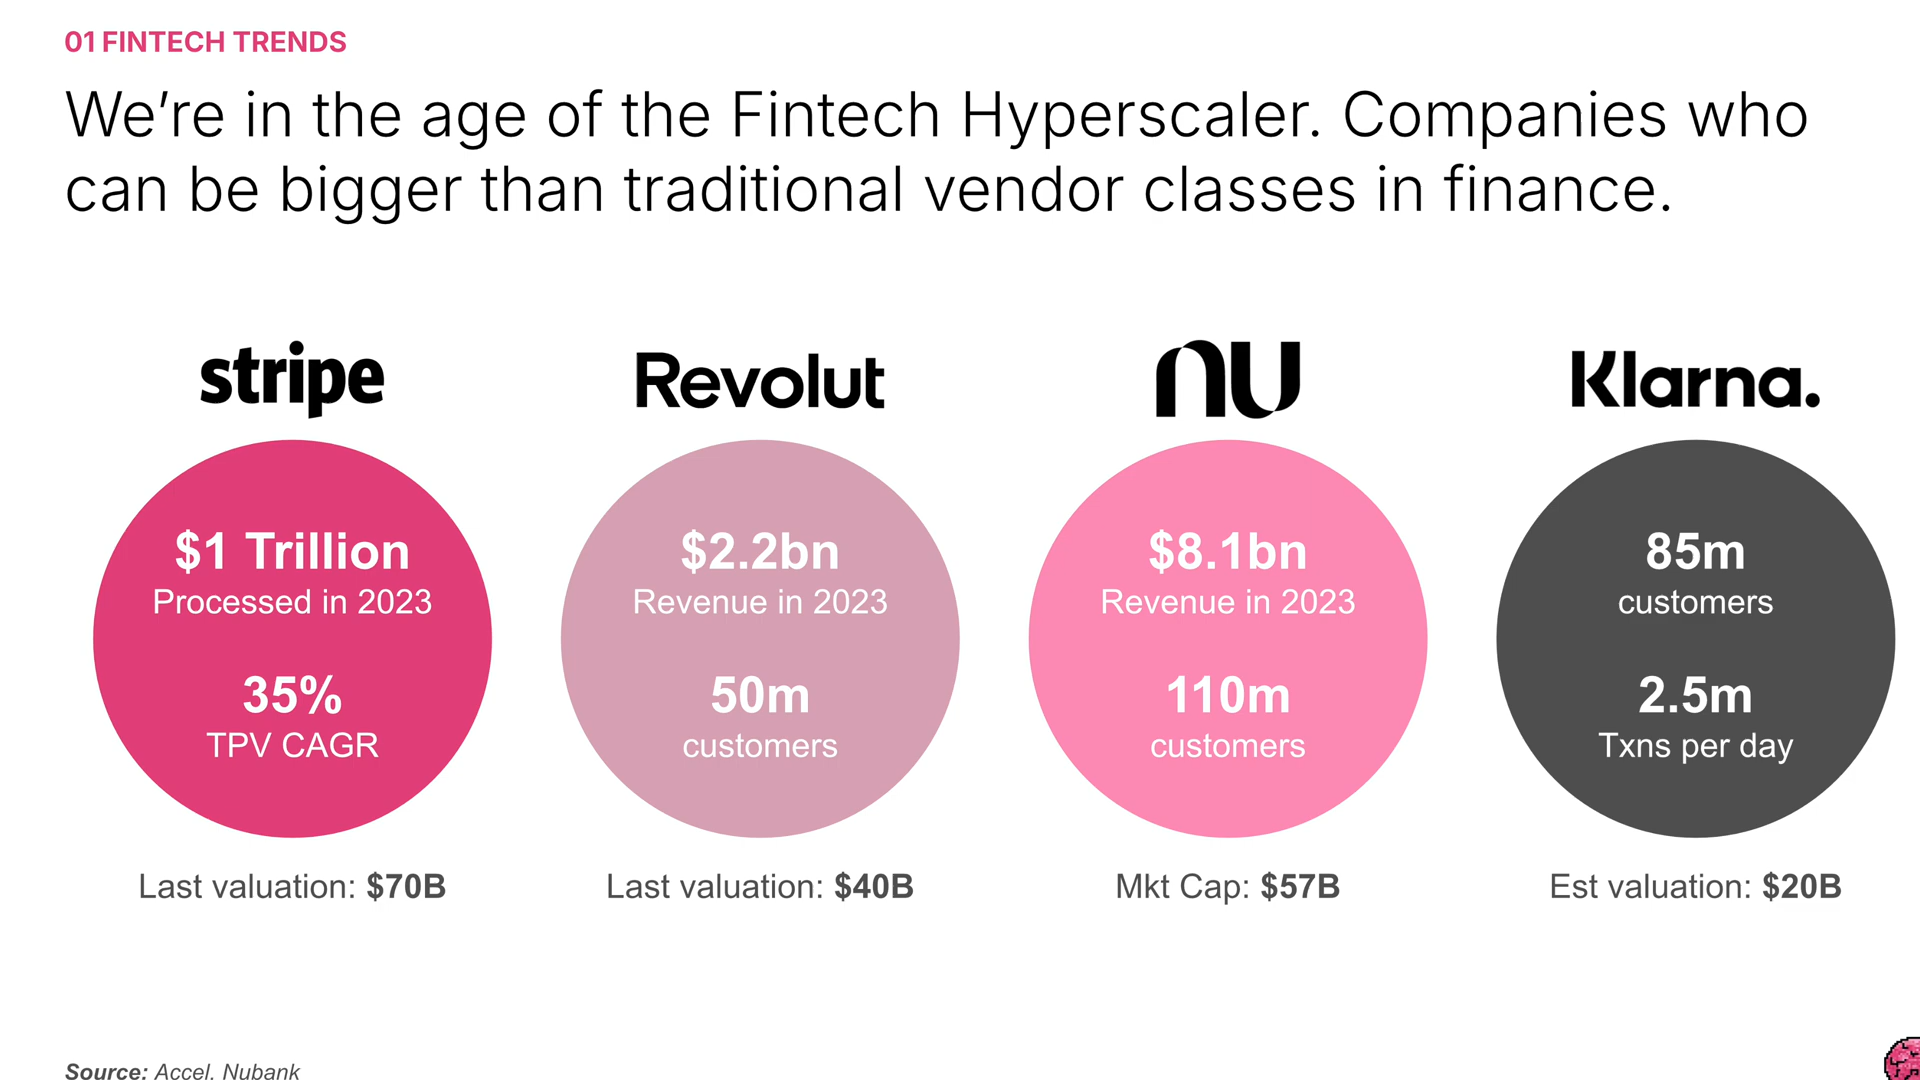 01 FINTECH TRENDS
We’re in the age of the Fintech Hyperscaler. Companies who
can be bigger than traditional vendor classes in finance.
stripe
Revolut
nu
Klarna.
$1 Trillion
Processed in 2023
35%
TPV CAGR
$2.2bn
Revenue in 2023
50m
customers
$8.1bn
Revenue in 2023
110m
customers
85m
customers
2.5m
Txns per day
Last valuation: $70B
Last valuation: $40B
Mkt Cap: $57B
Est valuation: $20B
Source: Accel. Nubank